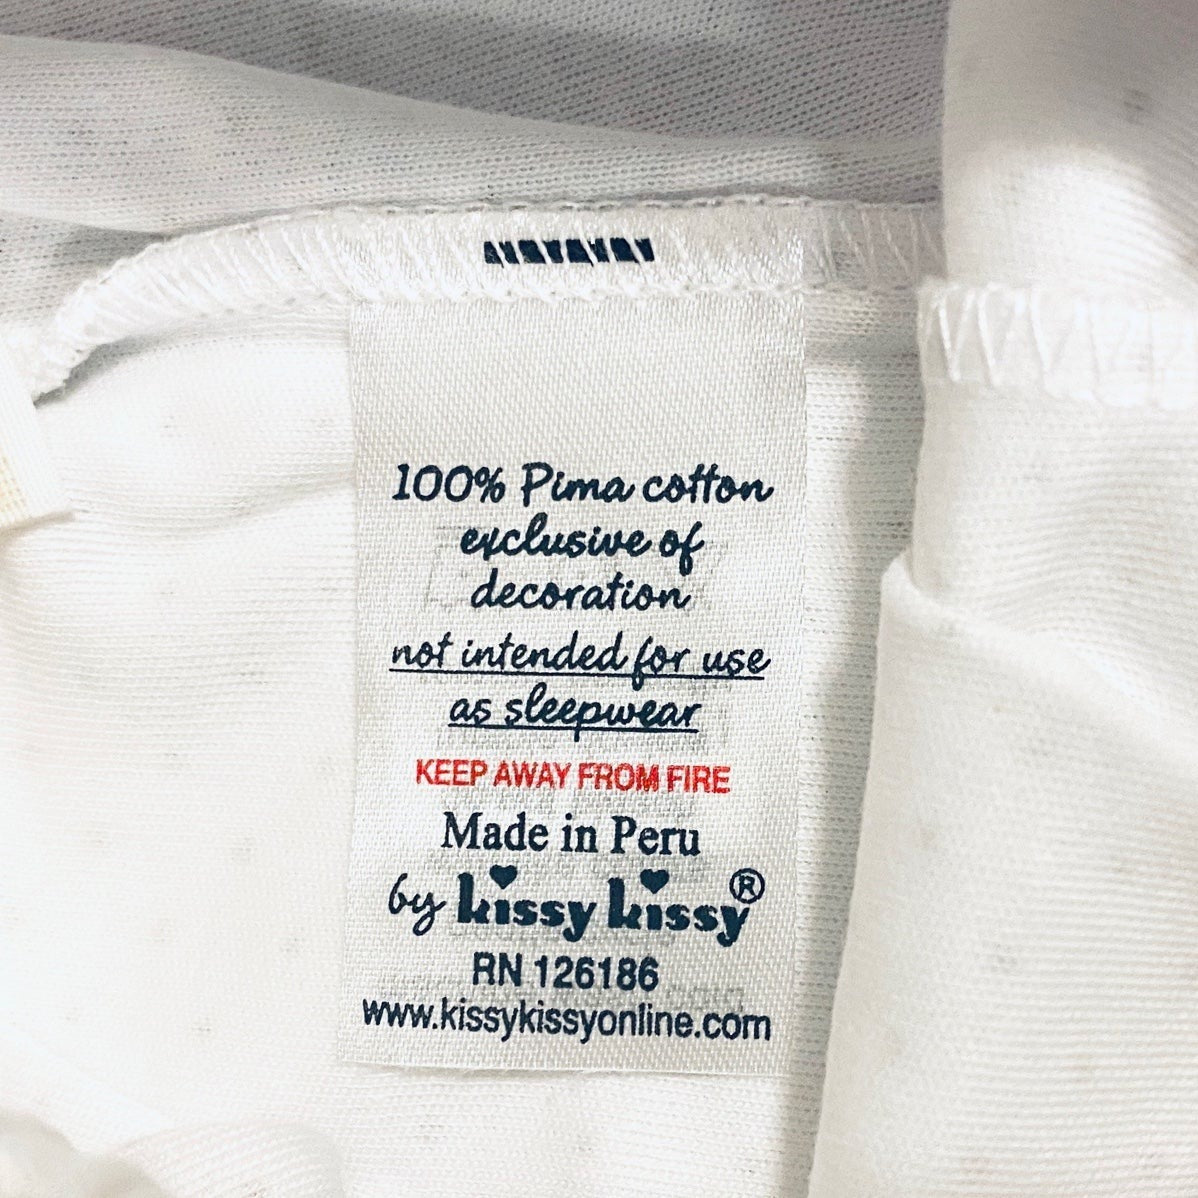 100% Pima cotton
exclusive of
decoration
not intended for use
as sleepwear
KEEP AWAY FROM FIRE
Made in Peru
by kissy kissy®
RN 126186
www.kissykissyonline.com